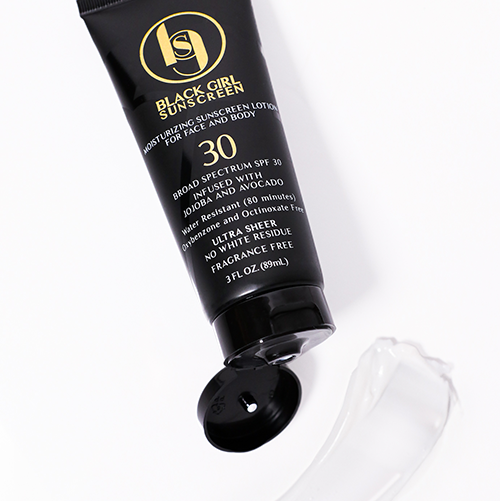 BSG
BLACK GIRL
SUNSCREEN
MOISTURIZING SUNSCREEN LOTION
FOR FACE AND BODY
30
BROAD SPECTRUM SPF 30
INFUSED WITH
JOJOBA AND AVOCADO
Water Resistant (80 minutes)
Oxybenzone and Octinoxate Free
ULTRA SHEER
NO WHITE RESIDUE
FRAGRANCE FREE
3 FL OZ. (89mL)